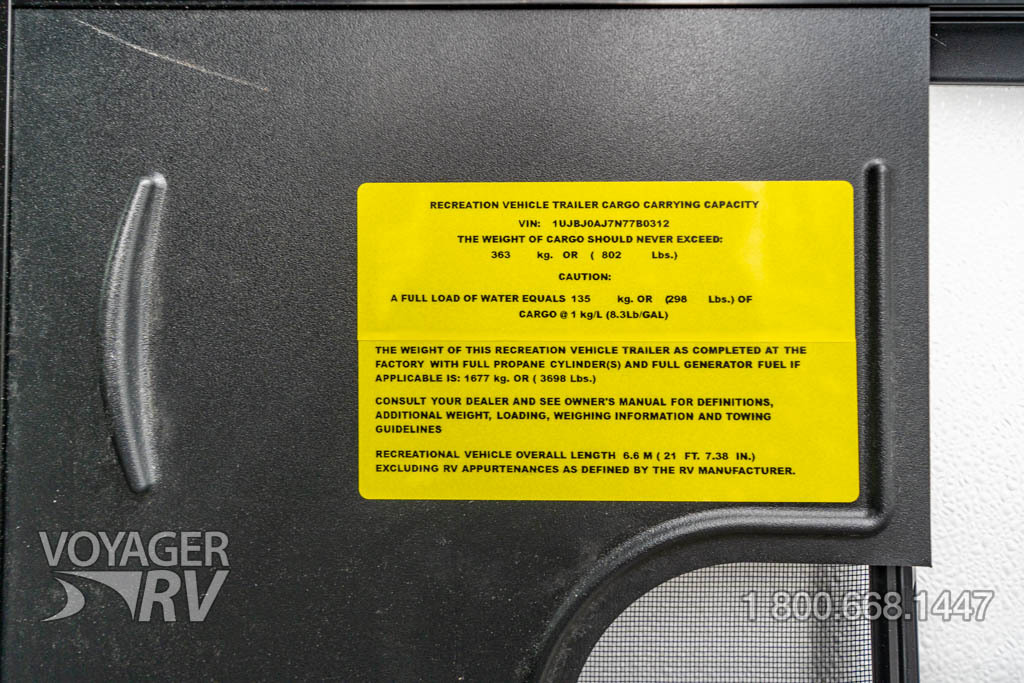 RECREATION VEHICLE TRAILER CARGO CARRYING CAPACITY
VIN: 1UJBJ0AJ7N77B0312
THE WEIGHT OF CARGO SHOULD NEVER EXCEED:
363 kg. OR ( 802 Lbs.)
CAUTION:
A FULL LOAD OF WATER EQUALS 135 kg. OR (298 Lbs.) OF
CARGO @ 1 kg/L (8.3Lb/GAL)
THE WEIGHT OF THIS RECREATION VEHICLE TRAILER AS COMPLETED AT THE
FACTORY WITH FULL PROPANE CYLINDER(S) AND FULL GENERATOR FUEL IF
APPLICABLE IS: 1677 kg. OR ( 3698 Lbs.)
CONSULT YOUR DEALER AND SEE OWNER'S MANUAL FOR DEFINITIONS,
ADDITIONAL WEIGHT, LOADING, WEIGHING INFORMATION AND TOWING
GUIDELINES
RECREATIONAL VEHICLE OVERALL LENGTH 6.6 M ( 21 FT. 7.38 IN.)
EXCLUDING RV APPURTENANCES AS DEFINED BY THE RV MANUFACTURER.
VOYAGER
RV
1 800.668.1447